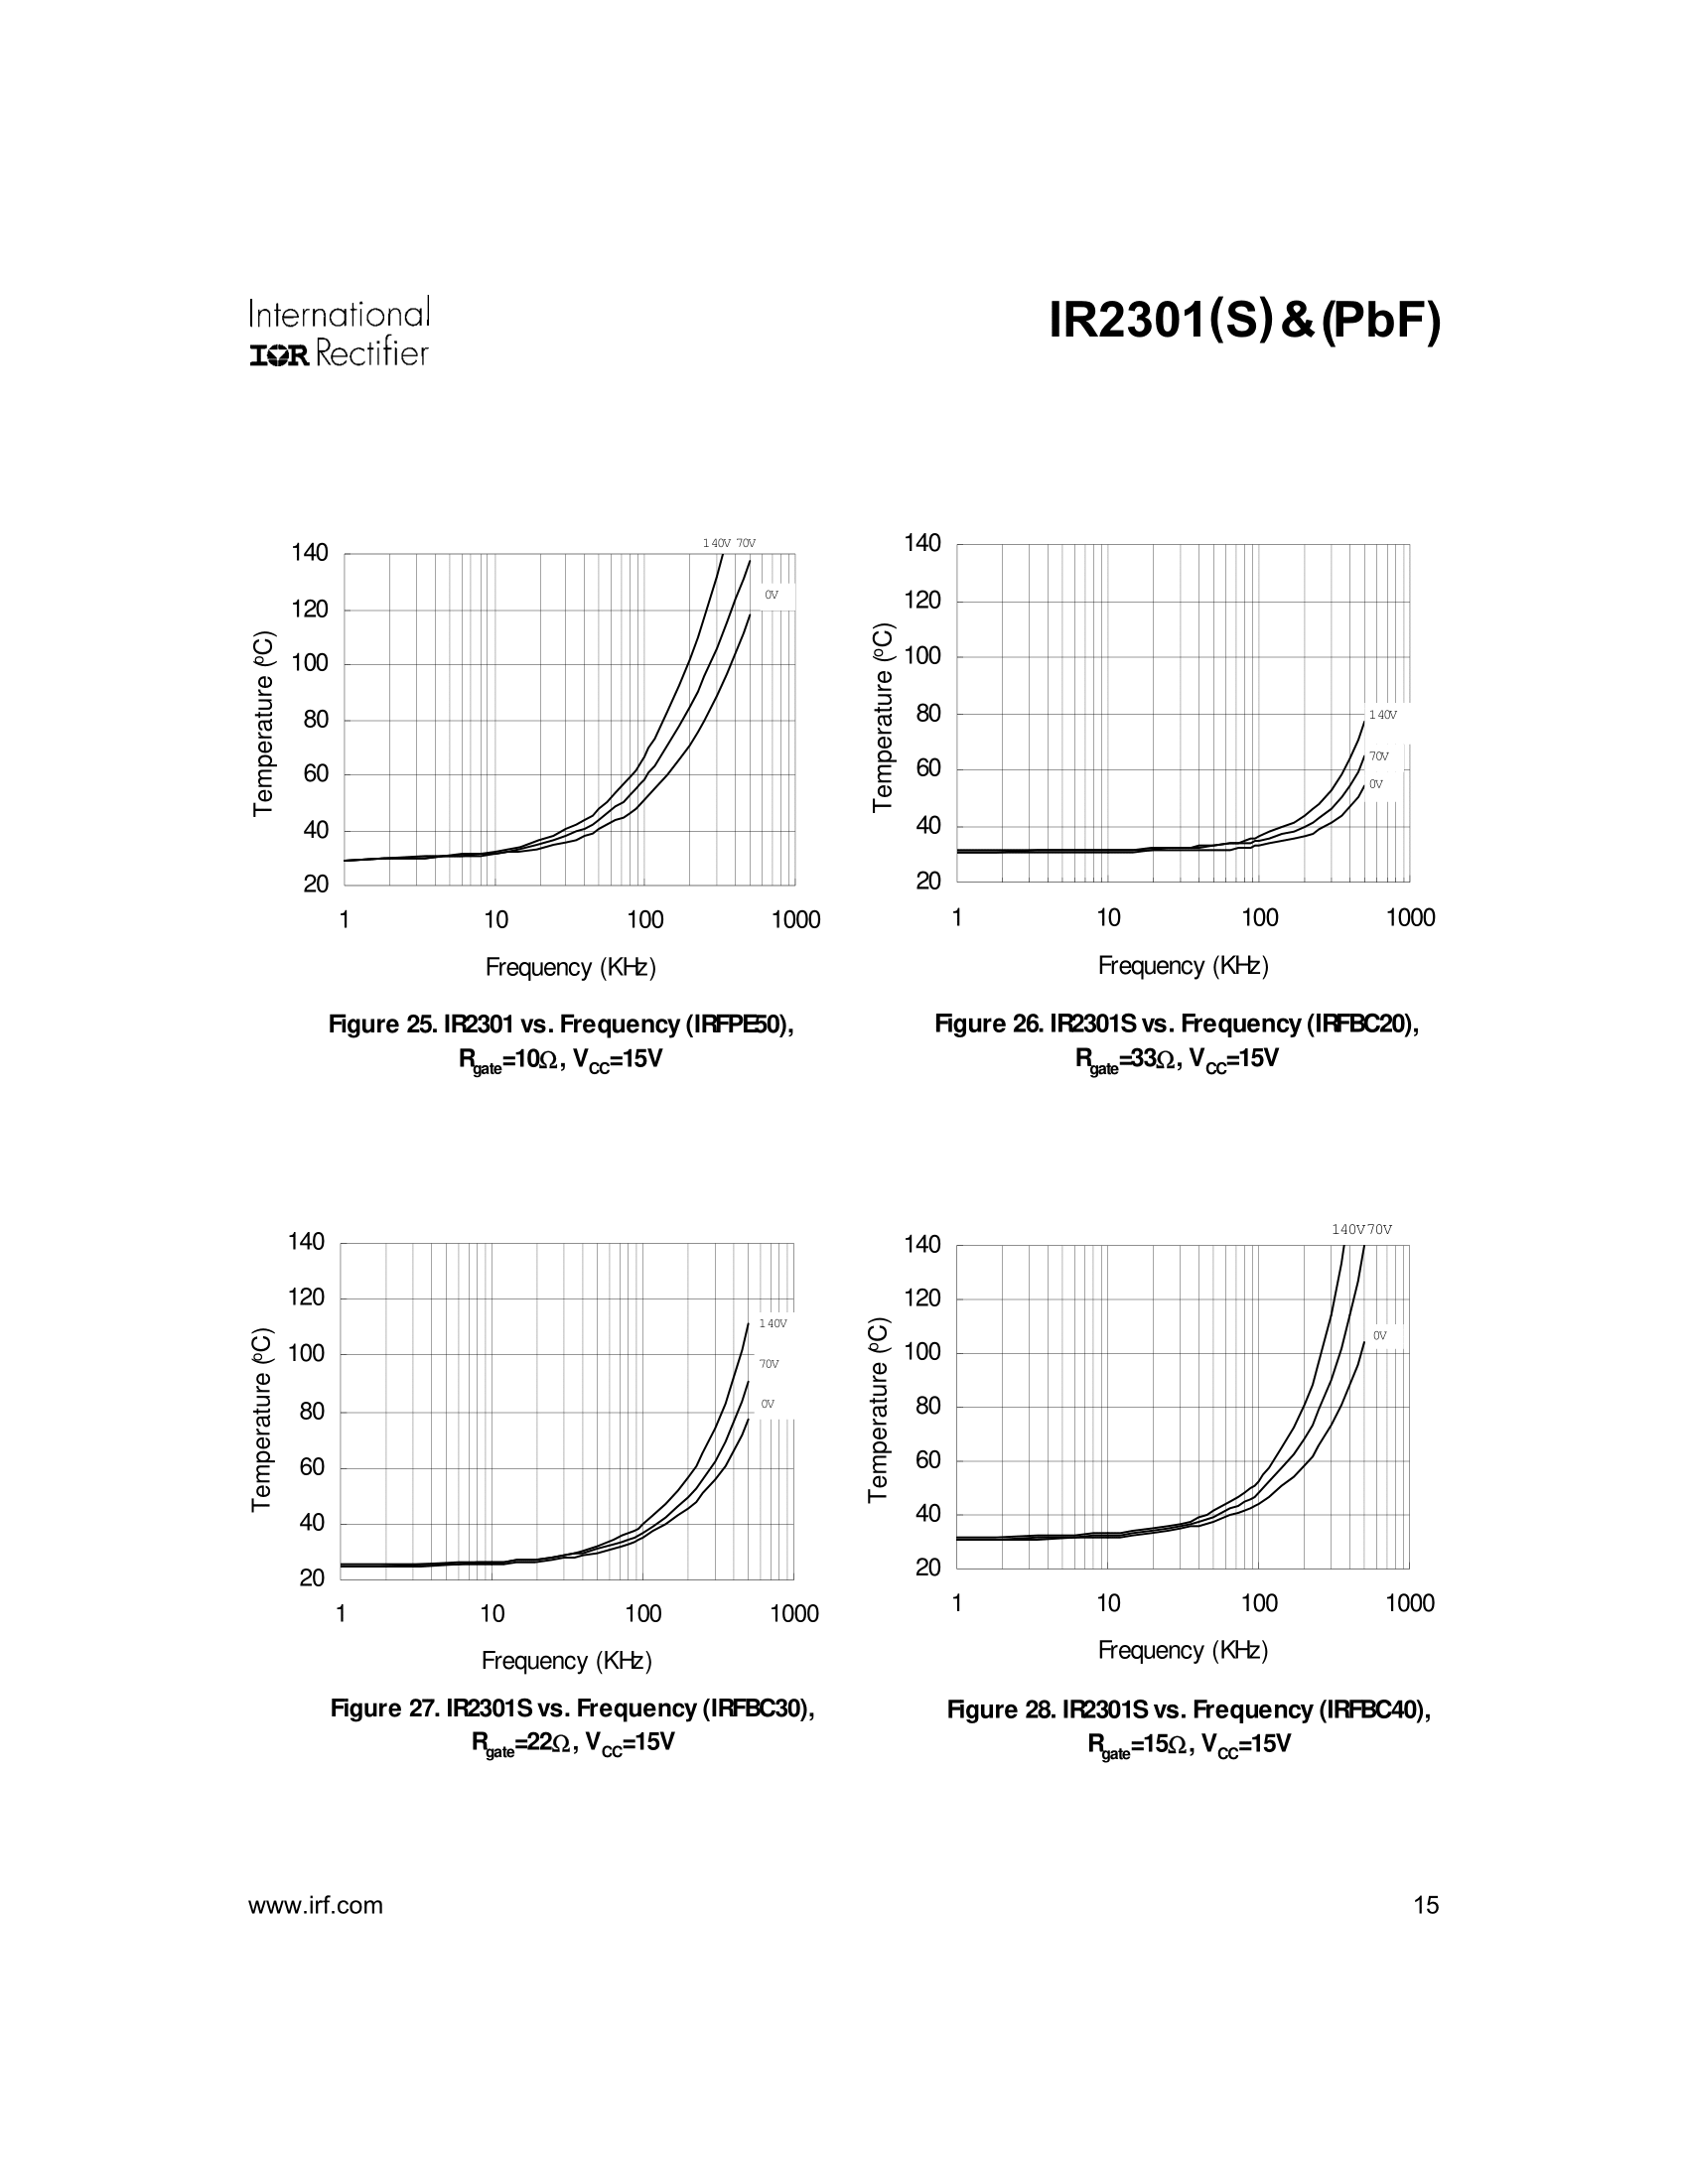 International
IOR Rectifier
IR2301(S) & (PbF)
140V 70V
0V
140
120
100
80
60
40
20
Temperature (ºC)
1 10 100 1000
Frequency (KHz)
Figure 25. IR2301 vs. Frequency (IRFPE50),
Rgate=10Ω, VCC=15V
140
120
100
80
60
40
20
Temperature (ºC)
140V
70V
0V
1 10 100 1000
Frequency (KHz)
Figure 26. IR2301S vs. Frequency (IRFBC20),
Rgate=33Ω, VCC=15V
140
120
100
80
60
40
20
Temperature (ºC)
140V
70V
0V
1 10 100 1000
Frequency (KHz)
Figure 27. IR2301S vs. Frequency (IRFBC30),
Rgate=22Ω, VCC=15V
140V 70V
0V
140
120
100
80
60
40
20
Temperature (ºC)
1 10 100 1000
Frequency (KHz)
Figure 28. IR2301S vs. Frequency (IRFBC40),
Rgate=15Ω, VCC=15V
www.irf.com
15